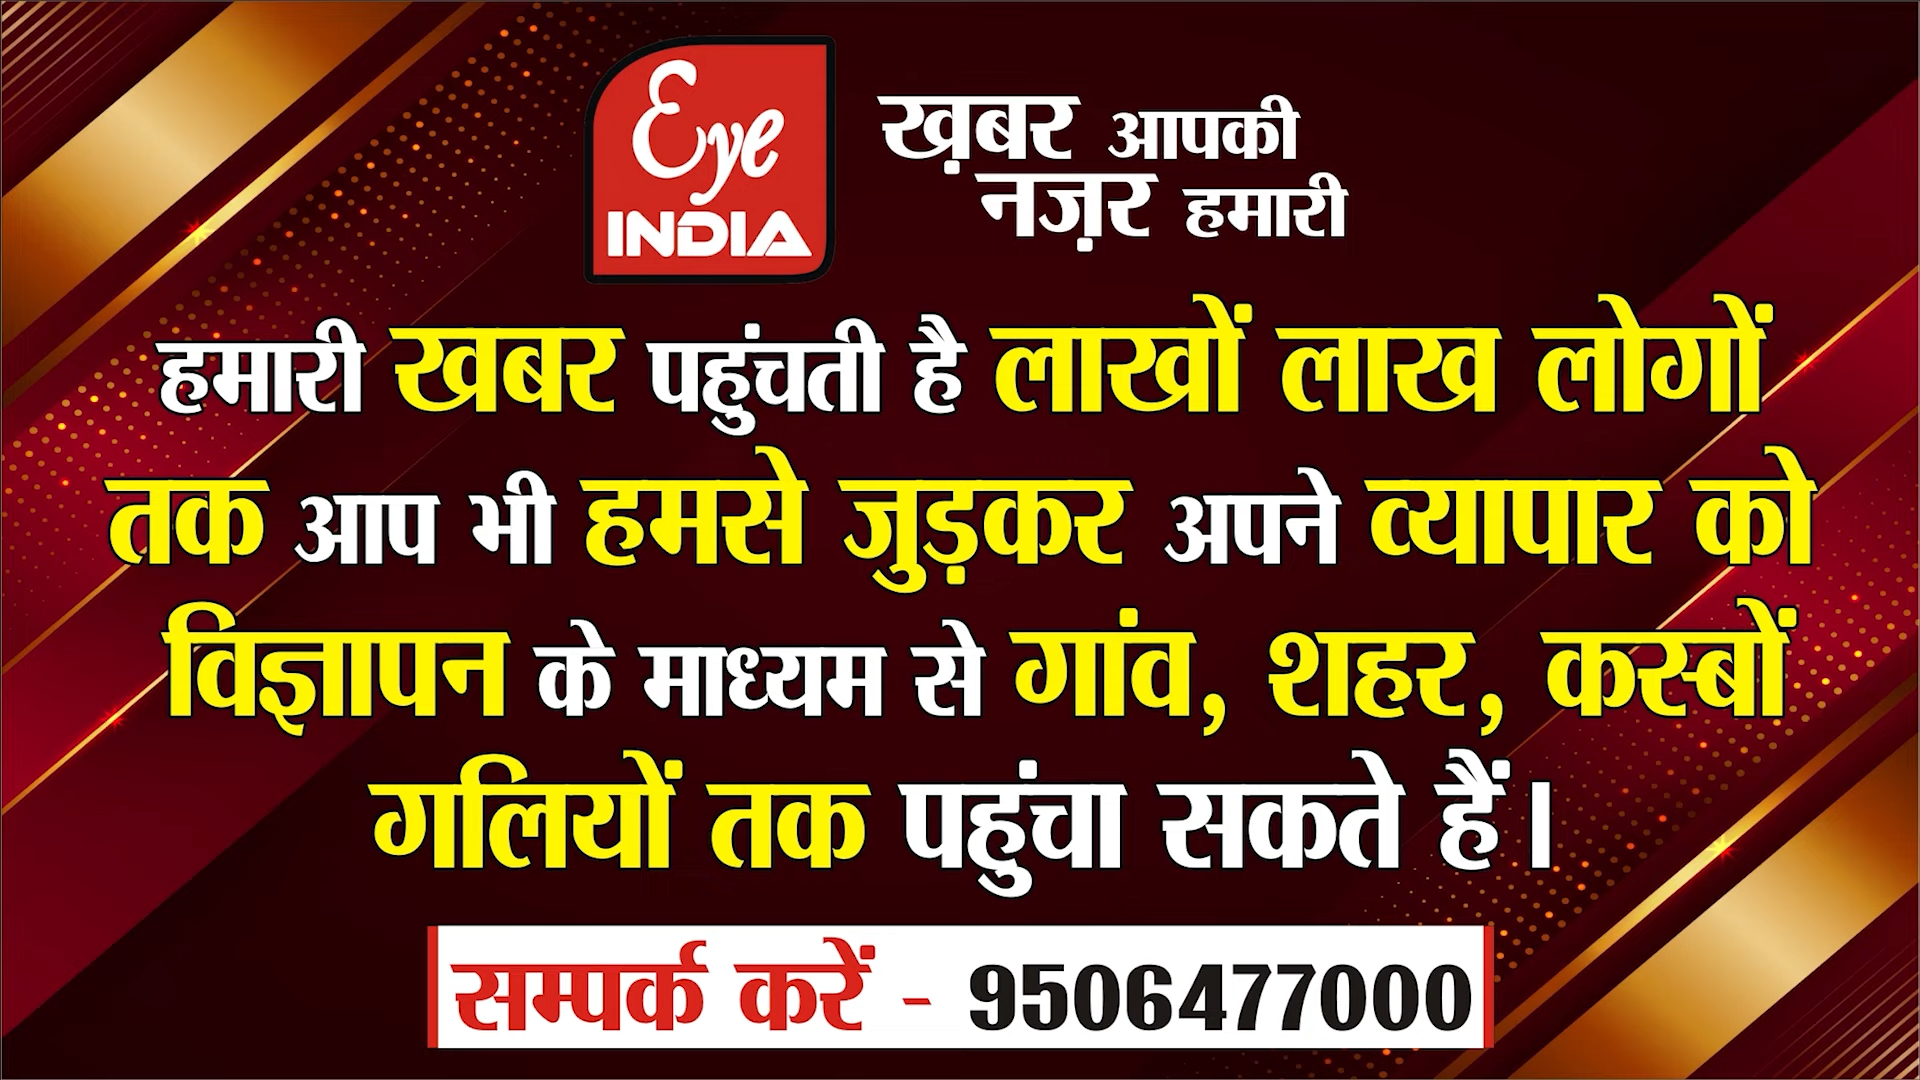 Eye
INDIA
ख़बर आपकी
नज़र हमारी
हमारी खबर पहुंचती है लाखों लाख लोगों
तक आप भी हमसे जुड़कर अपने व्यापार को
विज्ञापन के माध्यम से गांव, शहर, कस्बों
गलियों तक पहुंचा सकते हैं।
सम्पर्क करें - 9506477000